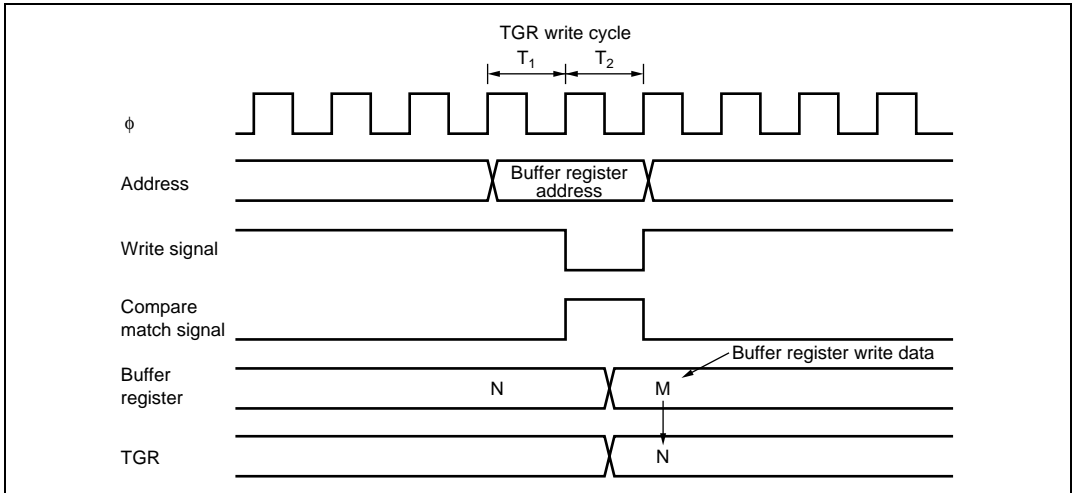 TGR write cycle
T1 T2
ϕ
Address
Buffer register
address
Write signal
Compare
match signal
Buffer register write data
Buffer
register
N M
TGR
N